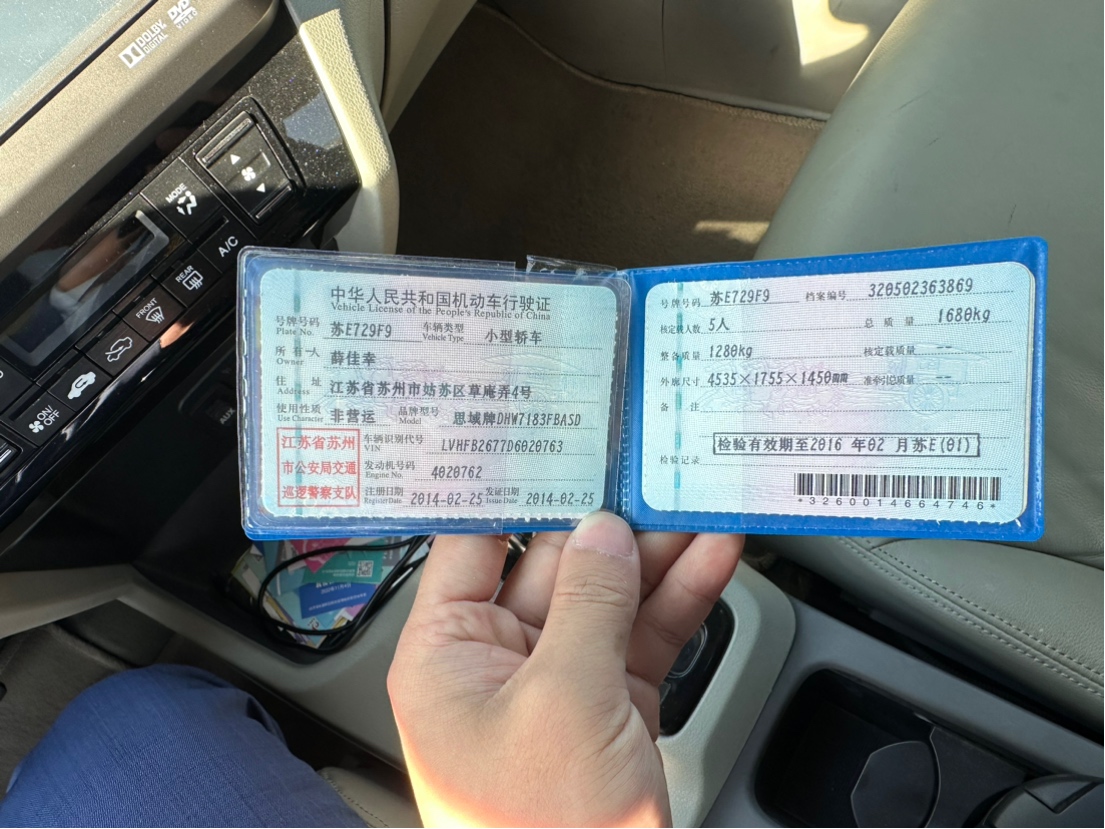 DOLBY
DIGITAL
DVD
VIDEO
MODE
A/C
REAR
FRONT
ON/
OFF
AUX
中华人民共和国机动车行驶证
Vehicle License of the People's Republic of China
号牌号码 苏E729F9 车辆类型 小型轿车
Plate No. Vehicle Type
所有人 薛佳幸
Owner
住 址 江苏省苏州市姑苏区草庵弄4号
Address
使用性质 非营运 品牌型号 思域牌DHW7183FBASD
Use Character Model
江苏省苏州
市公安局交通
巡逻警察支队
车辆识别代号 LVHFB2677D6020763
VIN
发动机号码 4020762
Engine No.
注册日期 2014-02-25 发证日期 2014-02-25
Register Date Issue Date
号牌号码 苏E729F9 档案编号 320502363869
核定载人数 5人 总 质 量 1680kg
整备质量 1280kg 核定载质量 --
外廓尺寸 4535×1755×1450mm 准牵引总质量 --
备 注
检验有效期至2016 年02 月苏E(01)
检验记录
*3260014664746*